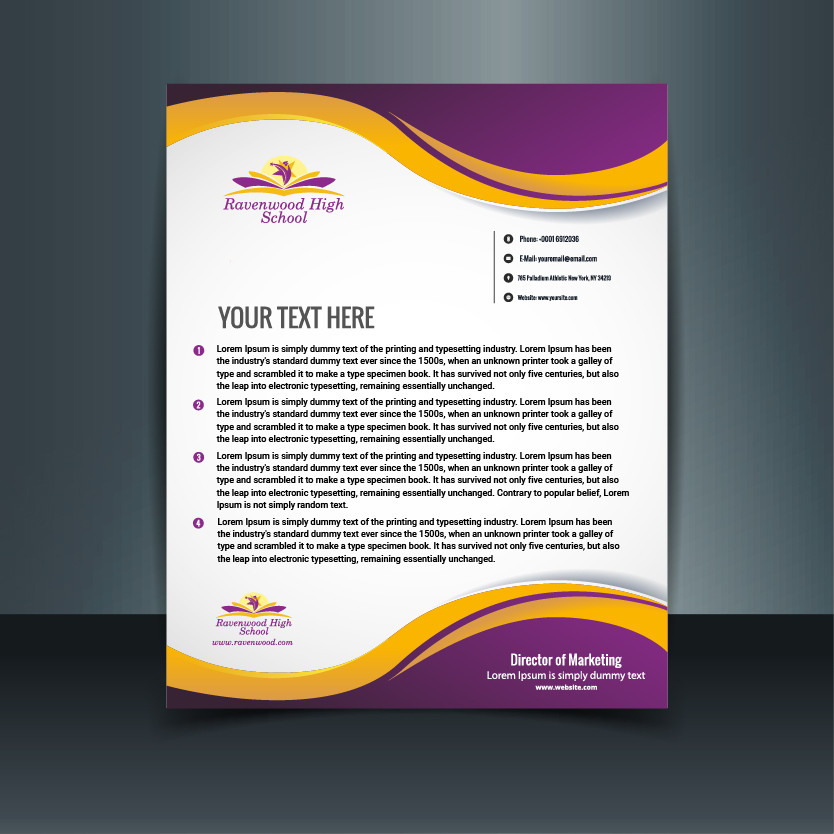 Ravenwood High
School
Phone: +0001 6912036
E-Mail: youremail@email.com
785 Palladium Athletic New York, NY 34219
Website: www.yoursite.com
YOUR TEXT HERE
1 Lorem Ipsum is simply dummy text of the printing and typesetting industry. Lorem Ipsum has been
the industry's standard dummy text ever since the 1500s, when an unknown printer took a galley of
type and scrambled it to make a type specimen book. It has survived not only five centuries, but also
the leap into electronic typesetting, remaining essentially unchanged.
2 Lorem Ipsum is simply dummy text of the printing and typesetting industry. Lorem Ipsum has been
the industry's standard dummy text ever since the 1500s, when an unknown printer took a galley of
type and scrambled it to make a type specimen book. It has survived not only five centuries, but also
the leap into electronic typesetting, remaining essentially unchanged.
3 Lorem Ipsum is simply dummy text of the printing and typesetting industry. Lorem Ipsum has been
the industry's standard dummy text ever since the 1500s, when an unknown printer took a galley of
type and scrambled it to make a type specimen book. It has survived not only five centuries, but also
the leap into electronic typesetting, remaining essentially unchanged. Contrary to popular belief, Lorem
Ipsum is not simply random text.
4 Lorem Ipsum is simply dummy text of the printing and typesetting industry. Lorem Ipsum has been
the industry's standard dummy text ever since the 1500s, when an unknown printer took a galley of
type and scrambled it to make a type specimen book. It has survived not only five centuries, but also
the leap into electronic typesetting, remaining essentially unchanged.
Ravenwood High
School
www.ravenwood.com
Director of Marketing
Lorem Ipsum is simply dummy text
www.website.com